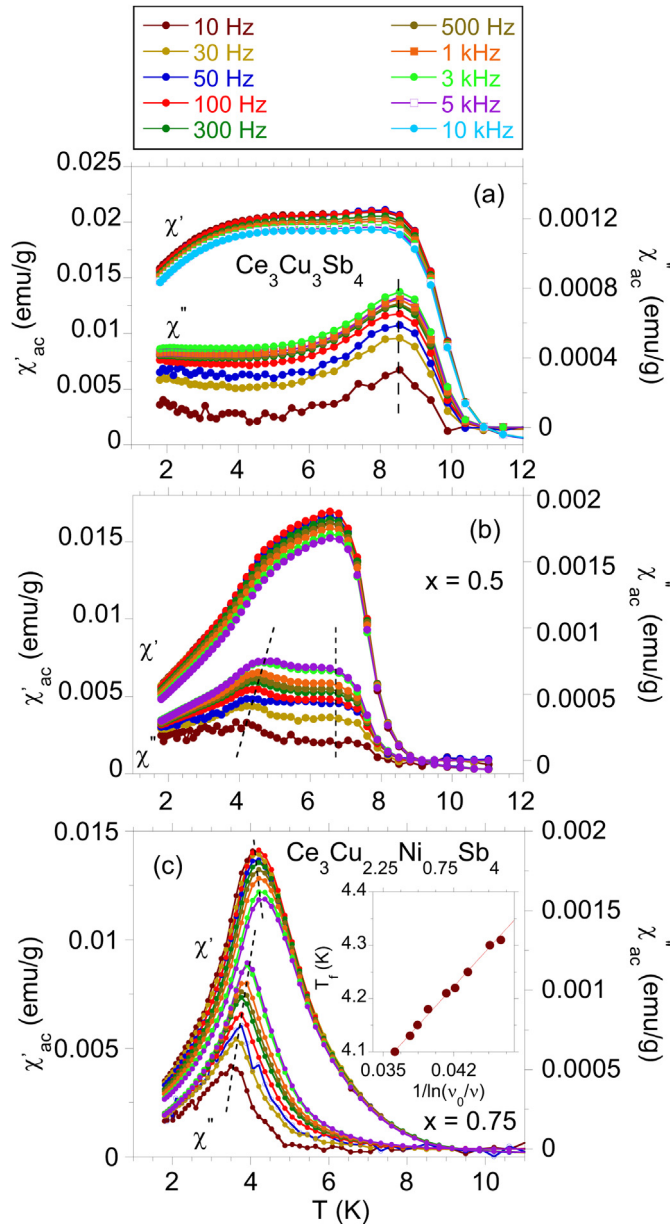 10 Hz 500 Hz
30 Hz 1 kHz
50 Hz 3 kHz
100 Hz 5 kHz
300 Hz 10 kHz
0.025
0.02
0.015
0.01
0.005
0
χ'ac (emu/g)
(a)
χ'
Ce3Cu3Sb4
χ"
0.0012
0.0008
0.0004
0
χ"ac (emu/g)
2 4 6 8 10 12
0.015
0.01
0.005
0
χ'ac (emu/g)
(b)
x = 0.5
χ'
χ"
0.002
0.0015
0.001
0.0005
0
χ"ac (emu/g)
2 4 6 8 10 12
0.015
0.01
0.005
0
χ'ac (emu/g)
(c)
Ce3Cu2.25Ni0.75Sb4
χ'
χ"
4.4
4.3
4.2
4.1
Tf (K)
0.035 0.042
1/ln(ν0/ν)
x = 0.75
0.002
0.0015
0.001
0.0005
0
χ"ac (emu/g)
2 4 6 8 10
T (K)